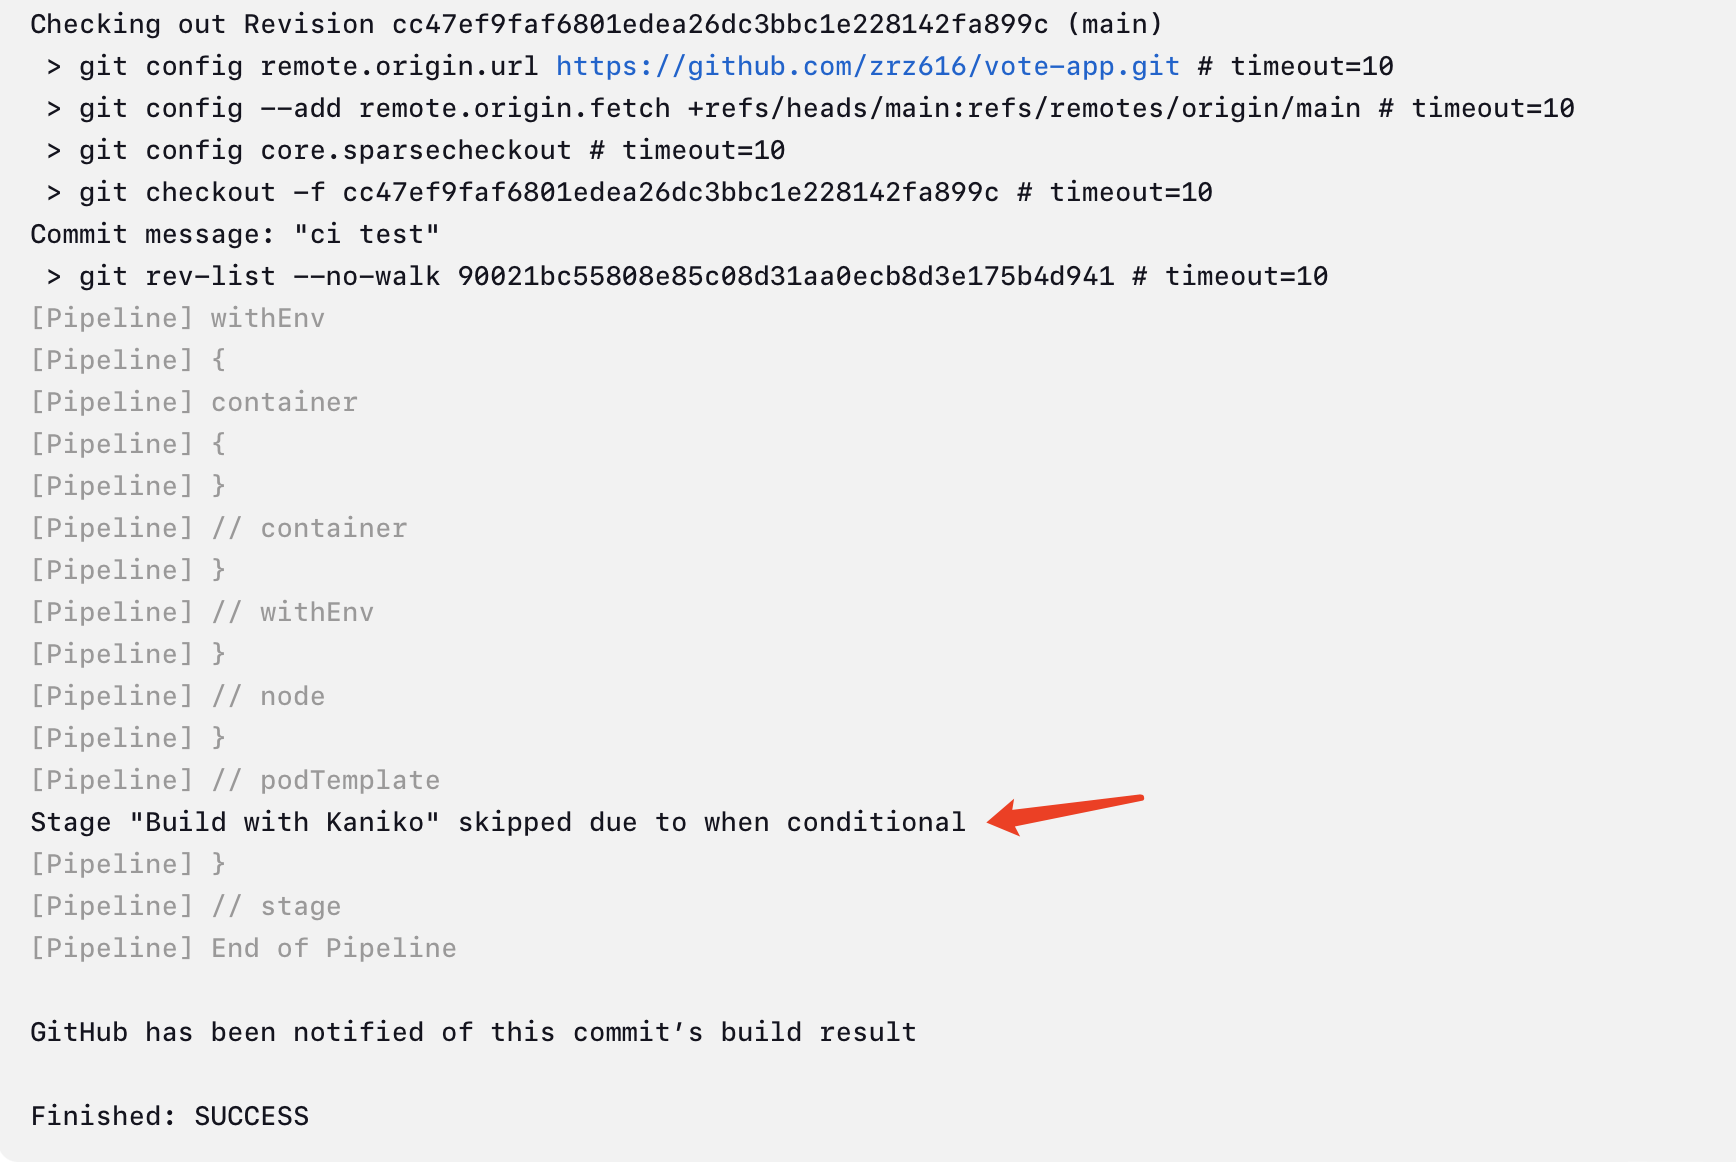 Checking out Revision cc47ef9faf6801edea26dc3bbc1e228142fa899c (main)
 > git config remote.origin.url https://github.com/zrz616/vote-app.git # timeout=10
 > git config --add remote.origin.fetch +refs/heads/main:refs/remotes/origin/main # timeout=10
 > git config core.sparsecheckout # timeout=10
 > git checkout -f cc47ef9faf6801edea26dc3bbc1e228142fa899c # timeout=10
Commit message: "ci test"
 > git rev-list --no-walk 90021bc55808e85c08d31aa0ecb8d3e175b4d941 # timeout=10
[Pipeline] withEnv
[Pipeline] {
[Pipeline] container
[Pipeline] {
[Pipeline] }
[Pipeline] // container
[Pipeline] }
[Pipeline] // withEnv
[Pipeline] }
[Pipeline] // node
[Pipeline] }
[Pipeline] // podTemplate
Stage "Build with Kaniko" skipped due to when conditional
[Pipeline] }
[Pipeline] // stage
[Pipeline] End of Pipeline
GitHub has been notified of this commit’s build result
Finished: SUCCESS